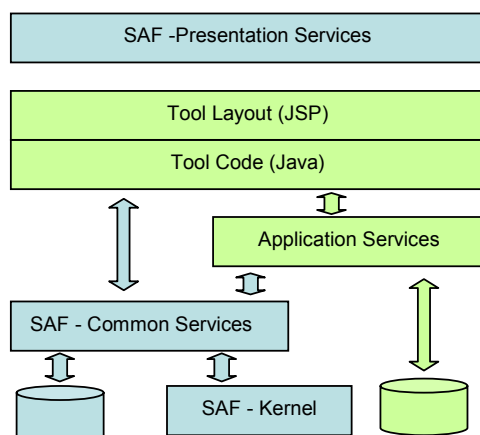 SAF -Presentation Services
Tool Layout (JSP)
Tool Code (Java)
Application Services
SAF - Common Services
SAF - Kernel